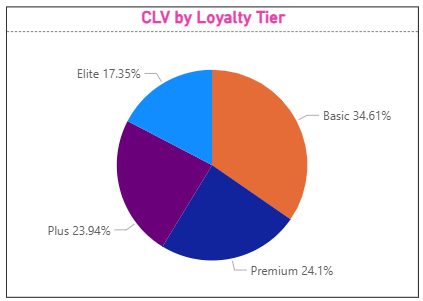 CLV by Loyalty Tier
Elite 17.35%
Basic 34.61%
Plus 23.94%
Premium 24.1%